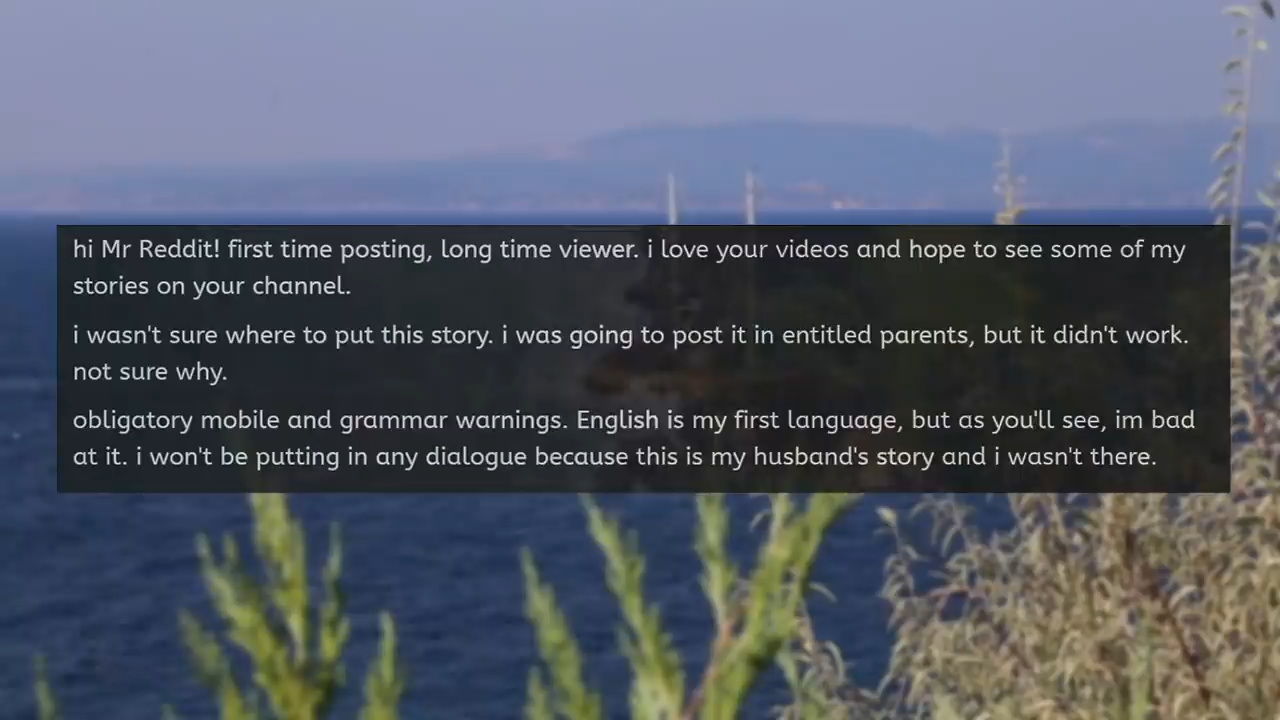 hi Mr Reddit! first time posting, long time viewer. i love your videos and hope to see some of my
stories on your channel.
i wasn't sure where to put this story. i was going to post it in entitled parents, but it didn't work.
not sure why.
obligatory mobile and grammar warnings. English is my first language, but as you'll see, im bad
at it. i won't be putting in any dialogue because this is my husband's story and i wasn't there.